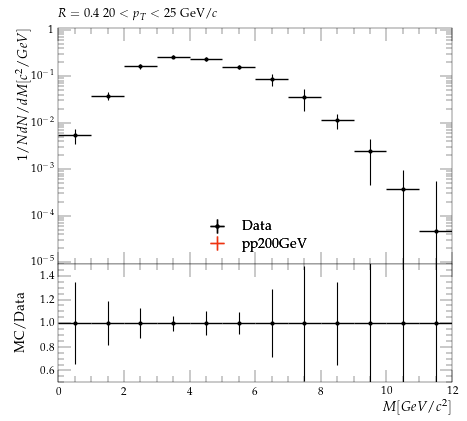 R = 0.4 20 < p_T < 25 GeV/c
1/NdN/dM[c²/GeV]
1
10⁻¹
10⁻²
10⁻³
10⁻⁴
10⁻⁵
Data
pp200GeV
MC/Data
1.4
1.2
1.0
0.8
0.6
0 2 4 6 8 10 12
M[GeV/c²]